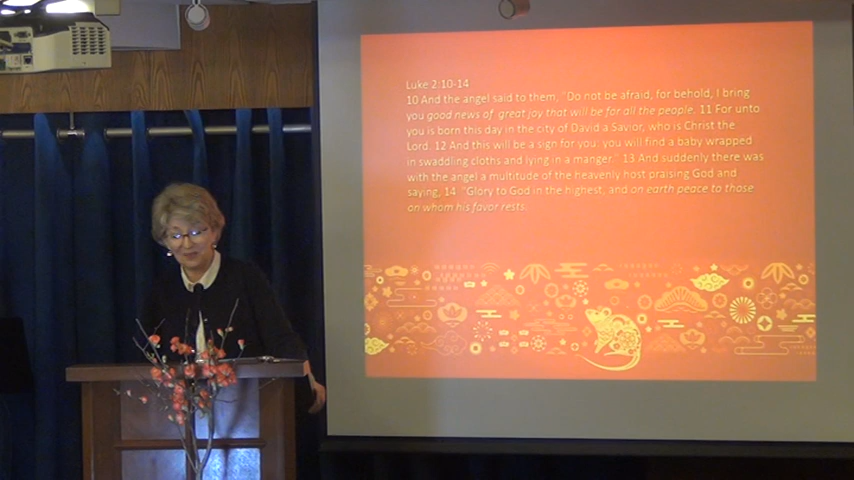 Luke 2:10-14
10 And the angel said to them, "Do not be afraid, for behold, I bring
you good news of great joy that will be for all the people. 11 For unto
you is born this day in the city of David a Savior, who is Christ the
Lord. 12 And this will be a sign for you: you will find a baby wrapped
in swaddling cloths and lying in a manger." 13 And suddenly there was
with the angel a multitude of the heavenly host praising God and
saying, 14 "Glory to God in the highest, and on earth peace to those
on whom his favor rests.